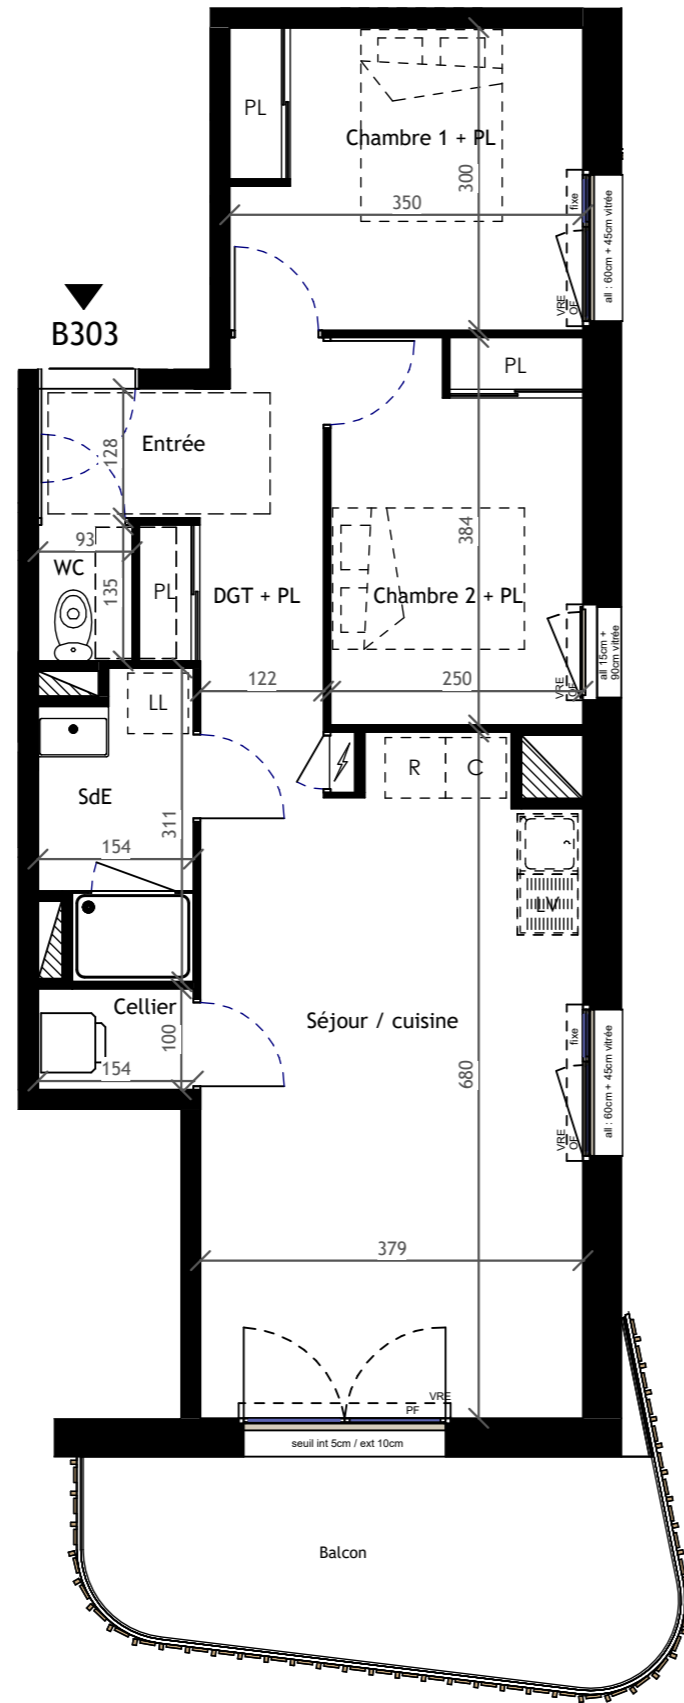 PL
Chambre 1 + PL
300
350
fixe
all : 60cm + 45cm vitrée
VRE
OF
B303
PL
Entrée
128
384
93
WC
135
PL
DGT + PL
Chambre 2 + PL
all 15cm +
90cm vitrée
122
250
VRE
OF
LL
R
C
SdE
311
154
LV
Cellier
100
154
Séjour / cuisine
680
fixe
all : 60cm + 45cm vitrée
VRE
OF
379
VRE
PF
seuil int 5cm / ext 10cm
Balcon